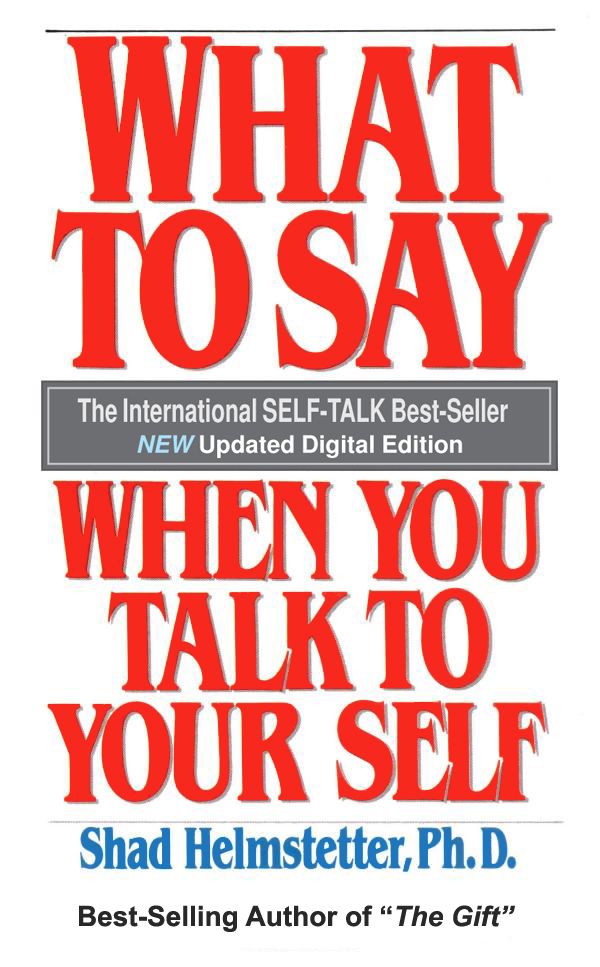 WHAT
TO SAY
The International SELF-TALK Best-Seller
NEW Updated Digital Edition
WHEN YOU
TALK TO
YOUR SELF
Shad Helmstetter, Ph.D.
Best-Selling Author of “The Gift”